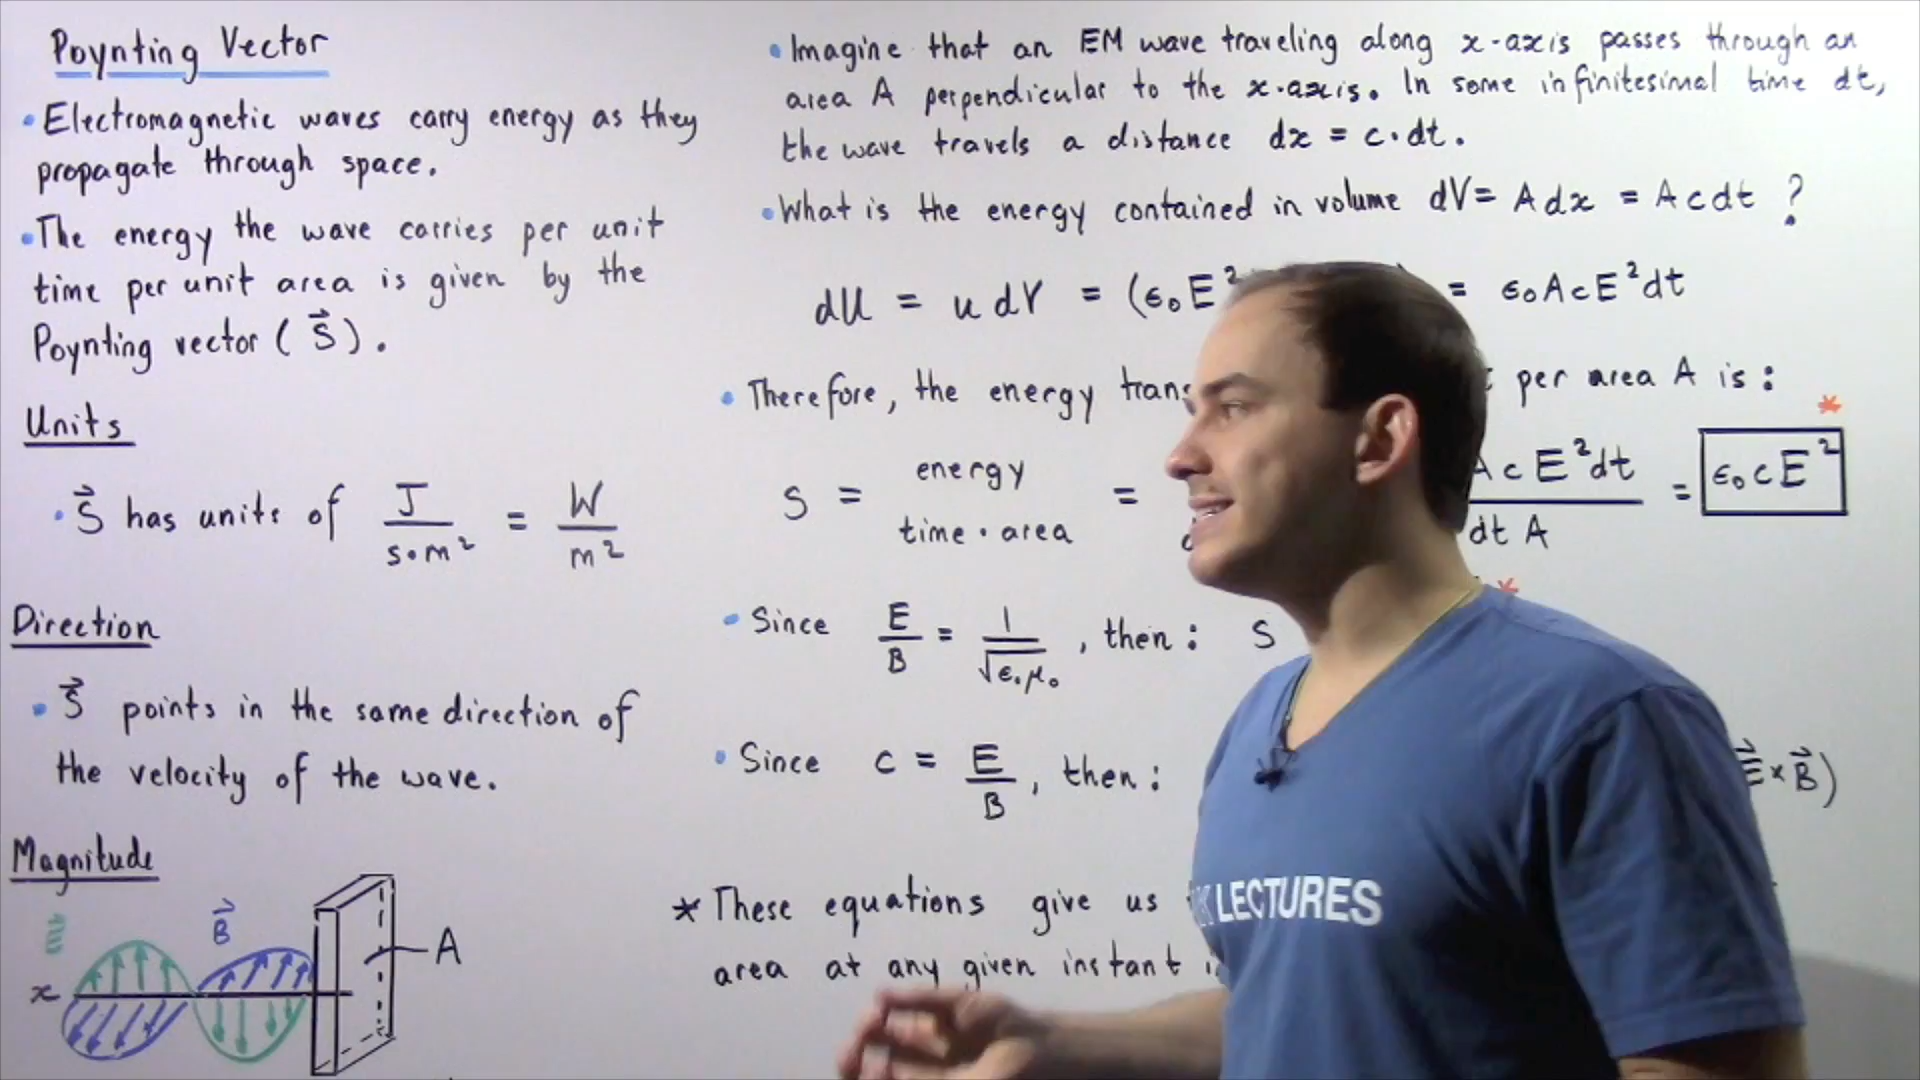 Poynting Vector
• Electromagnetic waves carry energy as they
propagate through space.
• The energy the wave carries per unit
time per unit area is given by the
Poynting vector ( S⃗ ).
Units
• S⃗ has units of J/(s·m²) = W/m²
Direction
• S⃗ points in the same direction of
the velocity of the wave.
Magnitude
B⃗
A
x
• Imagine that an EM wave traveling along x-axis passes through an
area A perpendicular to the x-axis. In some infinitesimal time dt,
the wave travels a distance dx = c·dt.
• What is the energy contained in volume dV = A dx = A c dt ?
dU = u dV = (ε₀E² = ε₀AcE²dt
• Therefore, the energy per area A is:
*
S = energy/(time · area) = A c E²dt / dt A = ε₀cE²
*
• Since E/B = 1/√ε₀μ₀ , then: S
• Since c = E/B , then: E⃗ × B⃗)
* These equations give us
area at any given instant
LECTURES